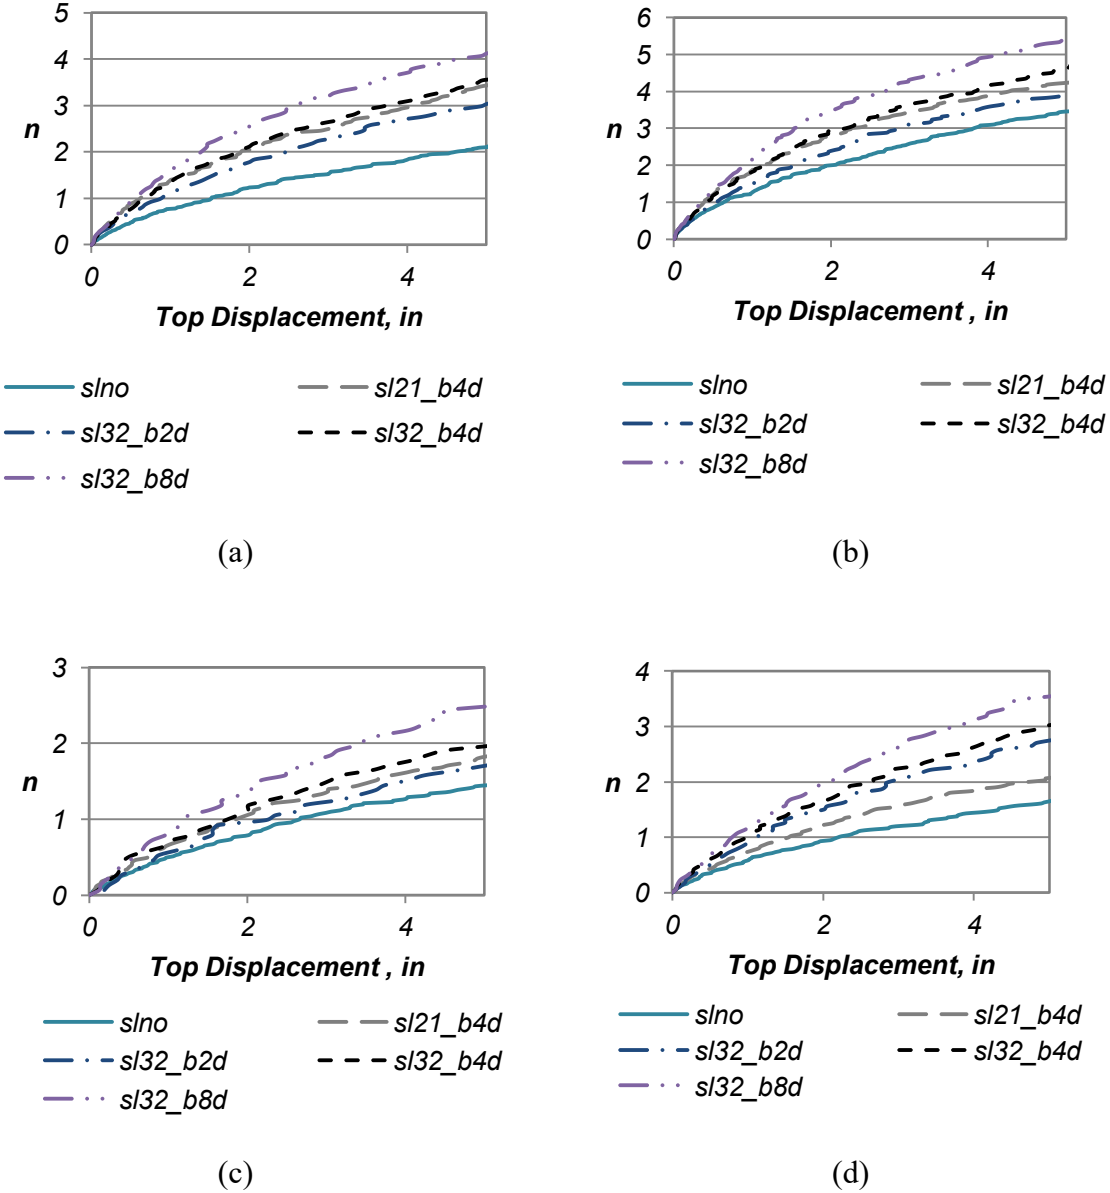 5
4
3
2
1
0
n
0 2 4
Top Displacement, in
slno sl21_b4d
sl32_b2d sl32_b4d
sl32_b8d
(a)
6
5
4
3
2
1
0
n
0 2 4
Top Displacement , in
slno sl21_b4d
sl32_b2d sl32_b4d
sl32_b8d
(b)
3
2
1
0
n
0 2 4
Top Displacement , in
slno sl21_b4d
sl32_b2d sl32_b4d
sl32_b8d
(c)
4
3
2
1
0
n
0 2 4
Top Displacement, in
slno sl21_b4d
sl32_b2d sl32_b4d
sl32_b8d
(d)